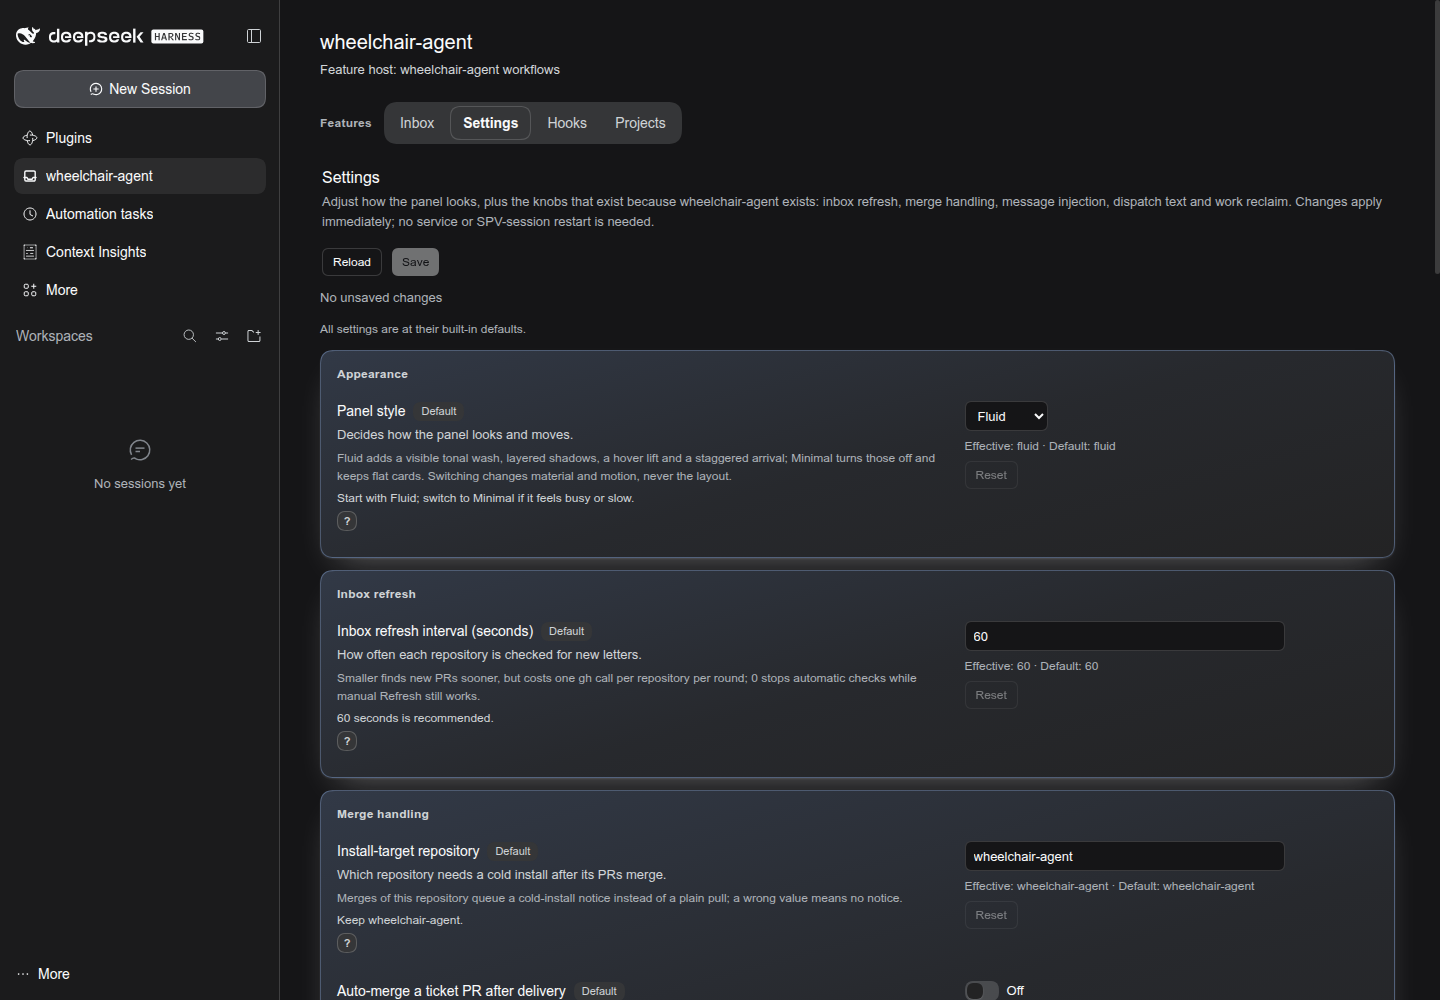 deepseek HARNESS
New Session
Plugins
wheelchair-agent
Automation tasks
Context Insights
More
Workspaces
No sessions yet
More
wheelchair-agent
Feature host: wheelchair-agent workflows
Features Inbox Settings Hooks Projects
Settings
Adjust how the panel looks, plus the knobs that exist because wheelchair-agent exists: inbox refresh, merge handling, message injection, dispatch text and work reclaim. Changes apply
immediately; no service or SPV-session restart is needed.
Reload Save
No unsaved changes
All settings are at their built-in defaults.
Appearance
Panel style Default
Decides how the panel looks and moves.
Fluid adds a visible tonal wash, layered shadows, a hover lift and a staggered arrival; Minimal turns those off and
keeps flat cards. Switching changes material and motion, never the layout.
Start with Fluid; switch to Minimal if it feels busy or slow.
?
Fluid
Effective: fluid · Default: fluid
Reset
Inbox refresh
Inbox refresh interval (seconds) Default
How often each repository is checked for new letters.
Smaller finds new PRs sooner, but costs one gh call per repository per round; 0 stops automatic checks while
manual Refresh still works.
60 seconds is recommended.
?
60
Effective: 60 · Default: 60
Reset
Merge handling
Install-target repository Default
Which repository needs a cold install after its PRs merge.
Merges of this repository queue a cold-install notice instead of a plain pull; a wrong value means no notice.
Keep wheelchair-agent.
?
wheelchair-agent
Effective: wheelchair-agent · Default: wheelchair-agent
Reset
Auto-merge a ticket PR after delivery Default
Off